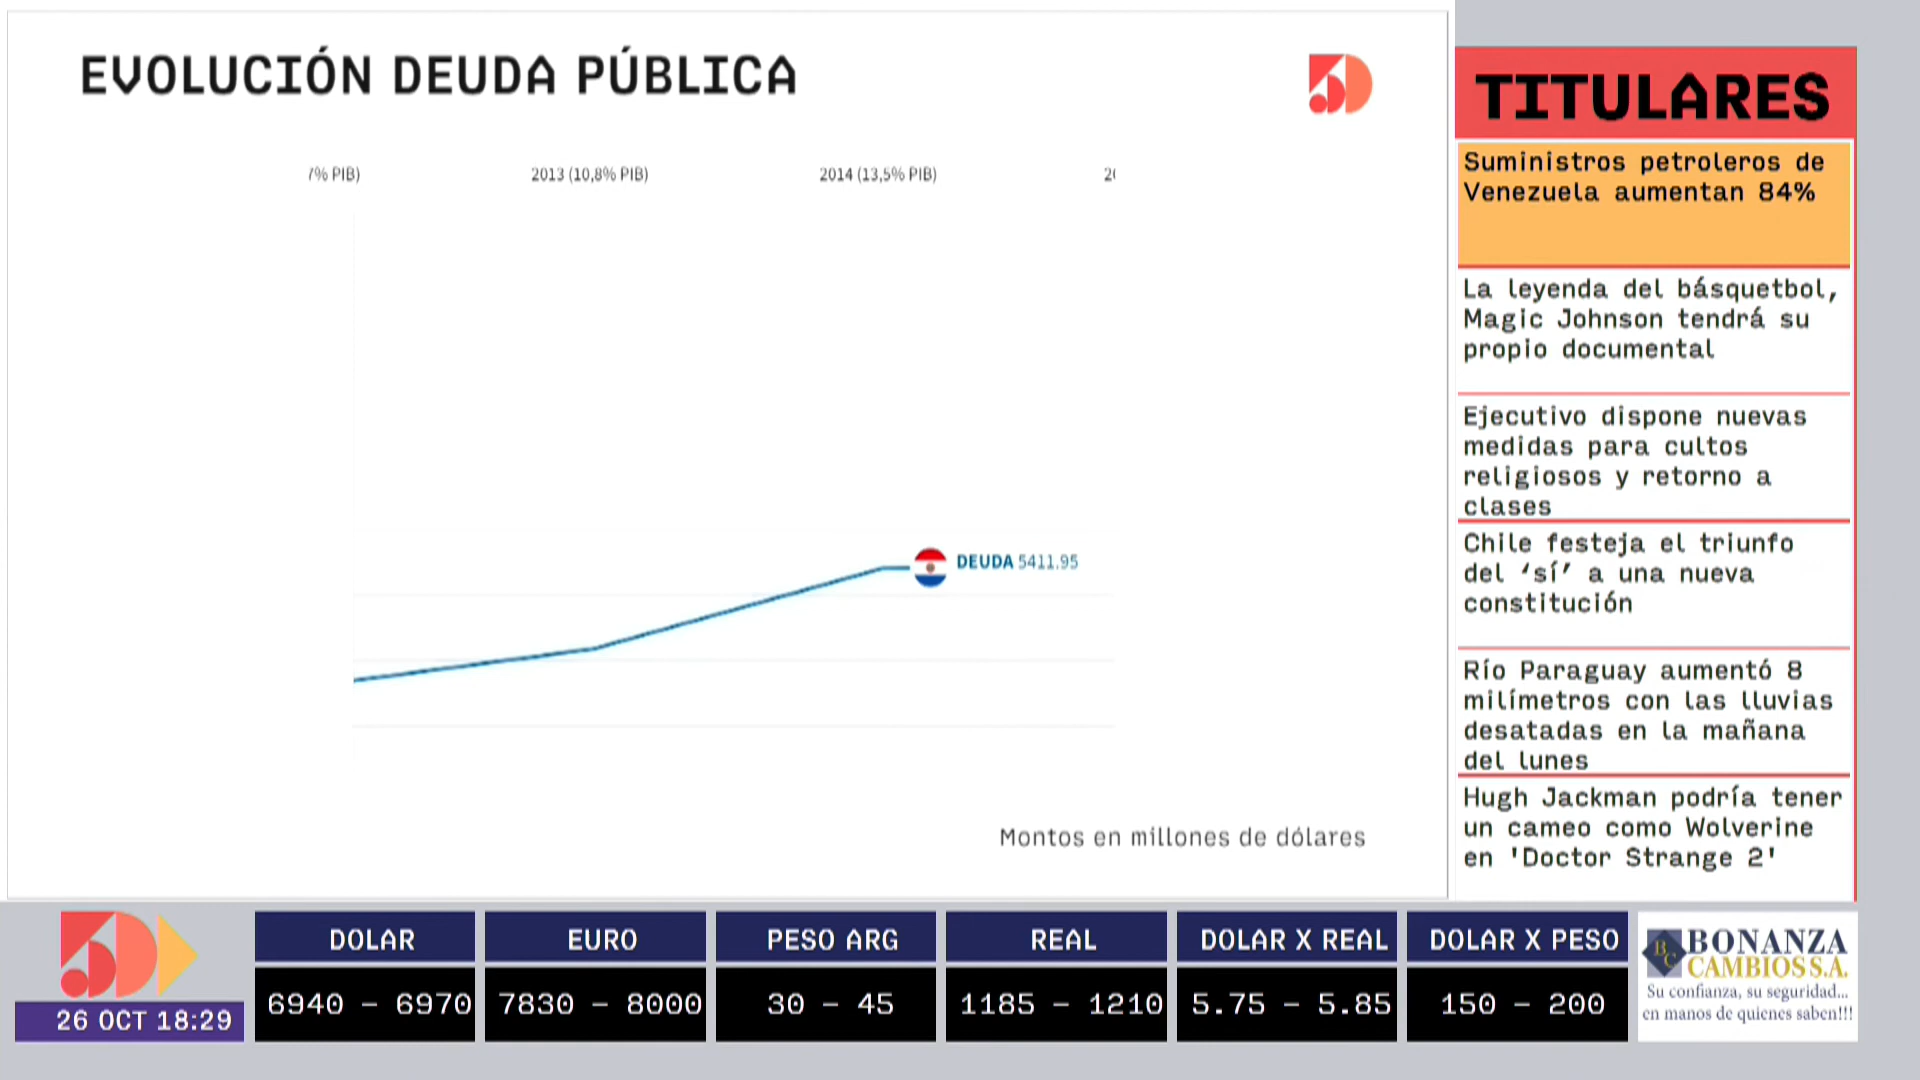 EVOLUCIÓN DEUDA PÚBLICA
5D
7% PIB)
2013 (10,8% PIB)
2014 (13,5% PIB)
DEUDA 5411.95
Montos en millones de dólares
TITULARES
Suministros petroleros de
Venezuela aumentan 84%
La leyenda del básquetbol,
Magic Johnson tendrá su
propio documental
Ejecutivo dispone nuevas
medidas para cultos
religiosos y retorno a
clases
Chile festeja el triunfo
del ‘sí’ a una nueva
constitución
Río Paraguay aumentó 8
milímetros con las lluvias
desatadas en la mañana
del lunes
Hugh Jackman podría tener
un cameo como Wolverine
en 'Doctor Strange 2'
5D
26 OCT 18:29
DOLAR
6940 - 6970
EURO
7830 - 8000
PESO ARG
30 - 45
REAL
1185 - 1210
DOLAR X REAL
5.75 - 5.85
DOLAR X PESO
150 - 200
BC
BONANZA
CAMBIOS S.A.
Su confianza, su seguridad...
en manos de quienes saben!!!